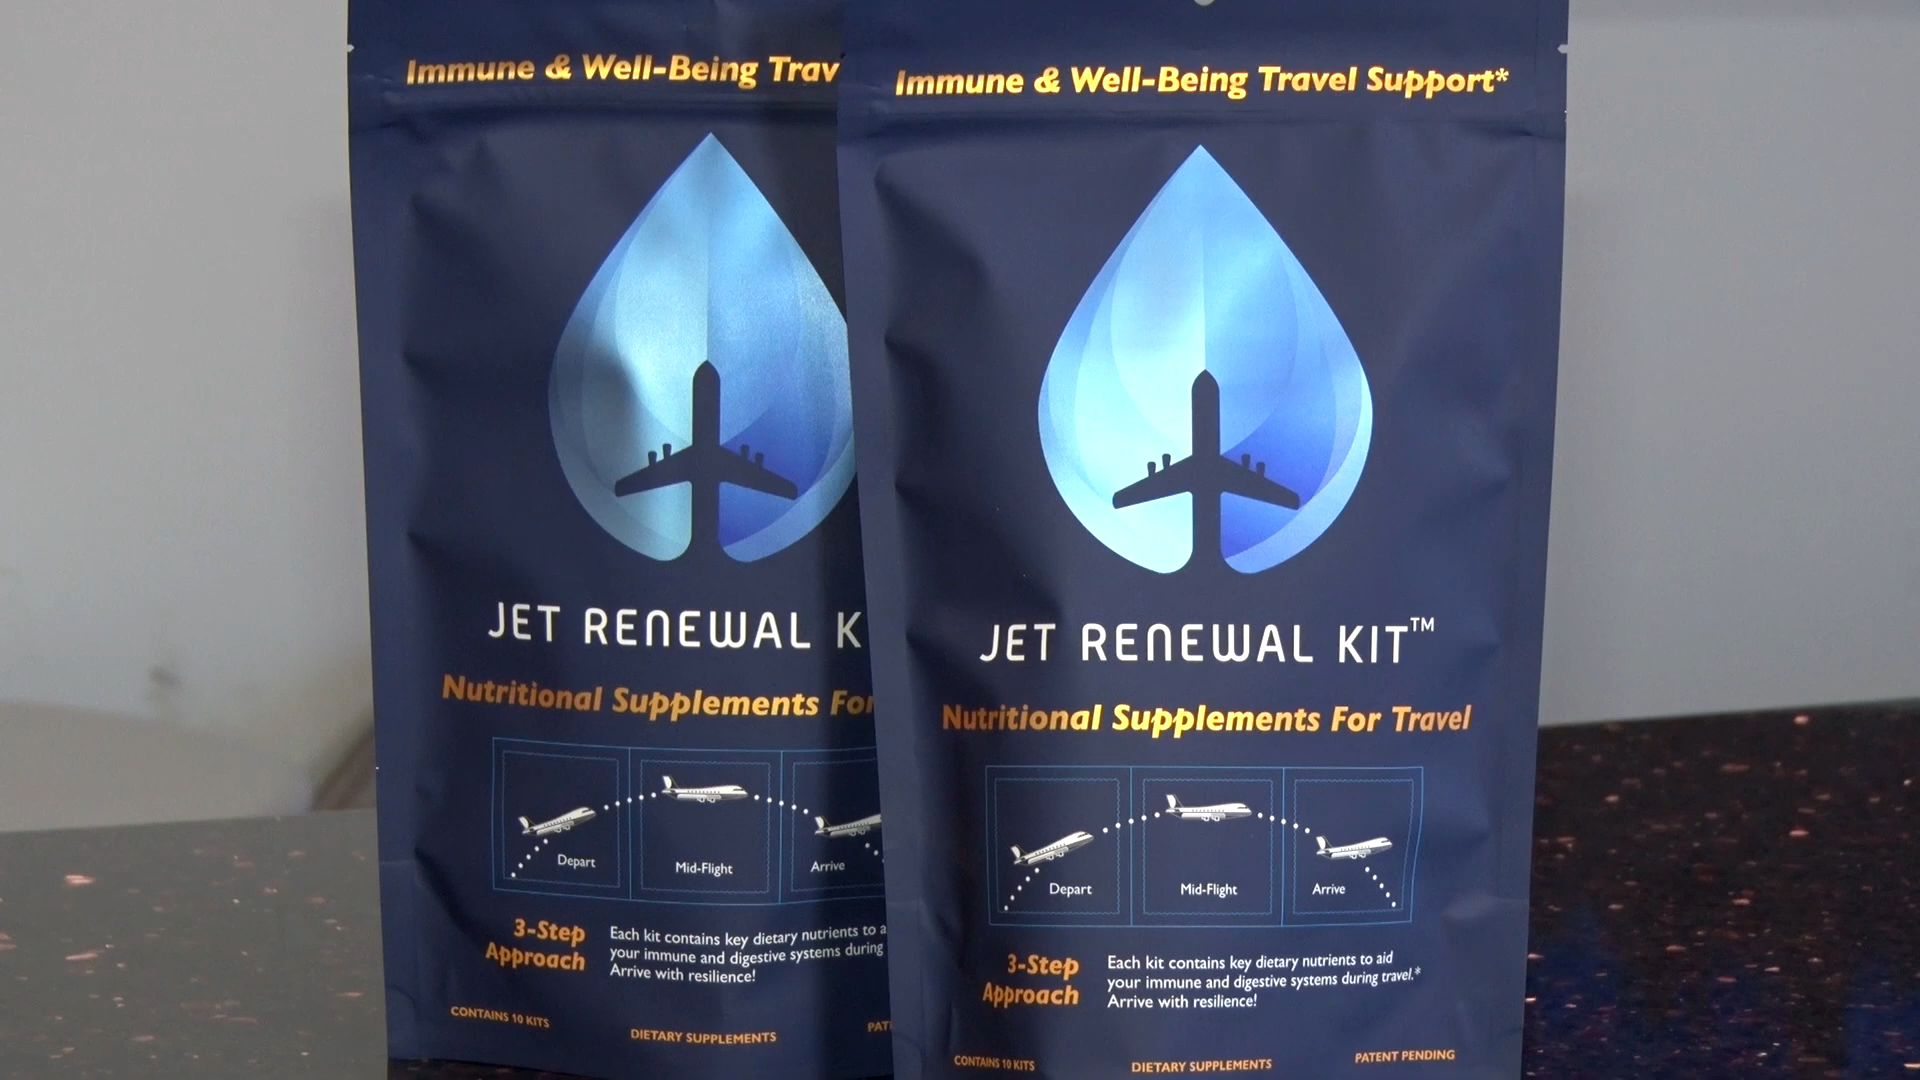 Immune & Well-Being Trav
JET RENEWAL K
Nutritional Supplements For
Depart
Mid-Flight
Arrive
3-Step
Approach
Each kit contains key dietary nutrients to a
your immune and digestive systems during
Arrive with resilience!
CONTAINS 10 KITS
DIETARY SUPPLEMENTS
PAT
Immune & Well-Being Travel Support*
JET RENEWAL KIT™
Nutritional Supplements For Travel
Depart
Mid-Flight
Arrive
3-Step
Approach
Each kit contains key dietary nutrients to aid
your immune and digestive systems during travel.*
Arrive with resilience!
CONTAINS 10 KITS
DIETARY SUPPLEMENTS
PATENT PENDING